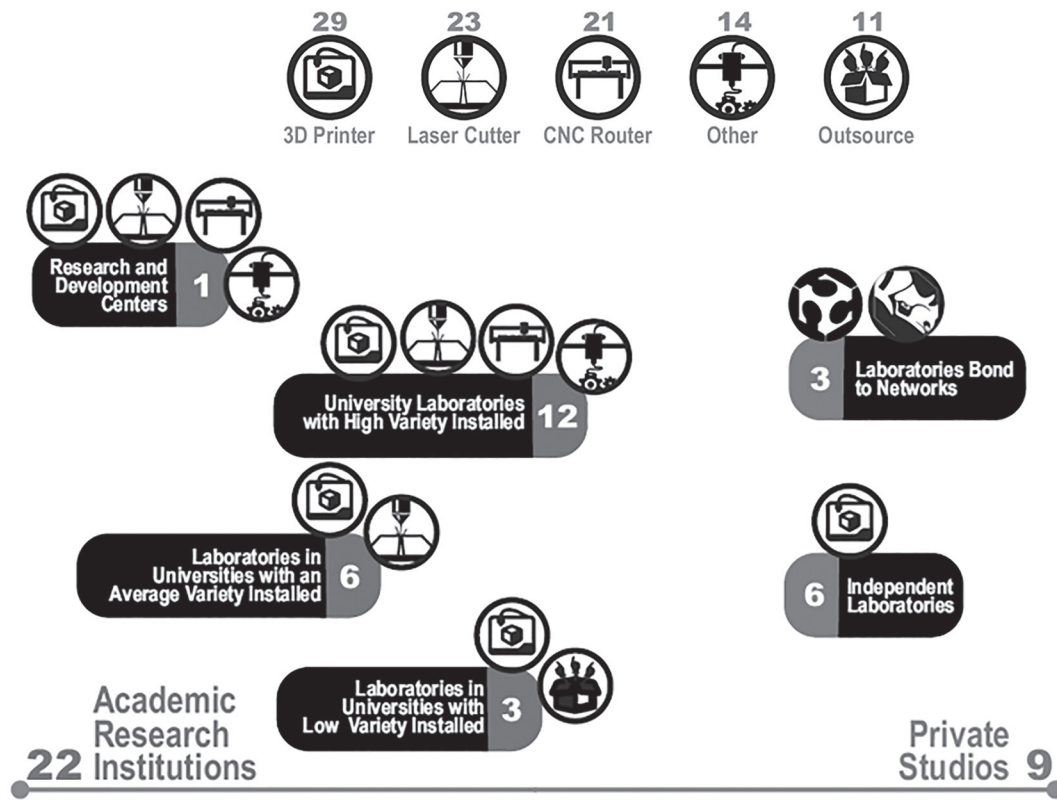 29
23
21
14
11
3D Printer
Laser Cutter
CNC Router
Other
Outsource
Research and
Development
Centers
1
University Laboratories
with High Variety Installed
12
3
Laboratories Bond
to Networks
Laboratories in
Universities with an
Average Variety Installed
6
6
Independent
Laboratories
Laboratories in
Universities with
Low Variety Installed
3
Academic
Research
22 Institutions
Private
Studios 9